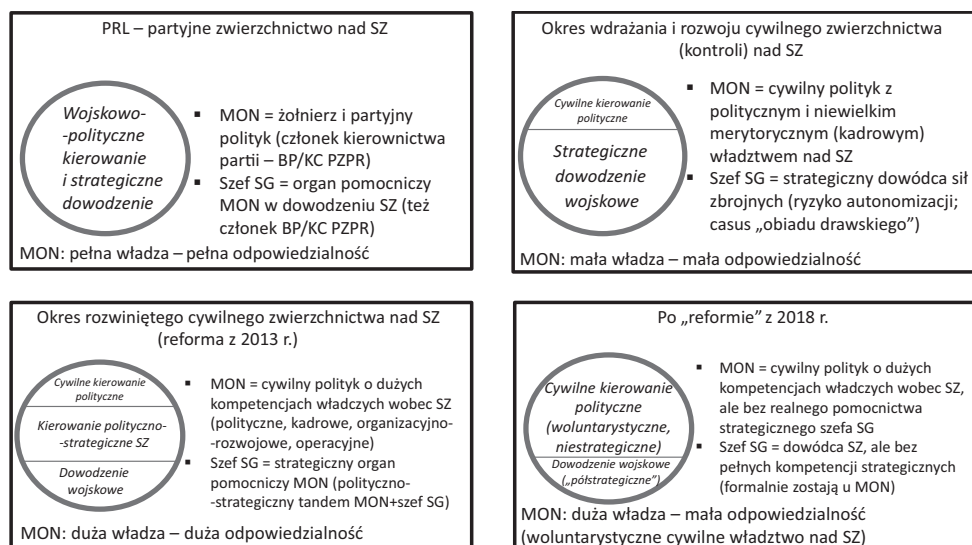 PRL – partyjne zwierzchnictwo nad SZ
Wojskowo-
-polityczne
kierowanie
i strategiczne
dowodzenie
▪ MON = żołnierz i partyjny
polityk (członek kierownictwa
partii – BP/KC PZPR)
▪ Szef SG = organ pomocniczy
MON w dowodzeniu SZ (też
członek BP/KC PZPR)
MON: pełna władza – pełna odpowiedzialność
Okres wdrażania i rozwoju cywilnego zwierzchnictwa
(kontroli) nad SZ
Cywilne kierowanie
polityczne
Strategiczne
dowodzenie
wojskowe
▪ MON = cywilny polityk z
politycznym i niewielkim
merytorycznym (kadrowym)
władztwem nad SZ
▪ Szef SG = strategiczny dowódca sił
zbrojnych (ryzyko autonomizacji;
casus „obiadu drawskiego”)
MON: mała władza – mała odpowiedzialność
Okres rozwiniętego cywilnego zwierzchnictwa nad SZ
(reforma z 2013 r.)
Cywilne kierowanie
polityczne
Kierowanie polityczno-
-strategiczne SZ
Dowodzenie
wojskowe
▪ MON = cywilny polityk o dużych
kompetencjach władczych wobec SZ
(polityczne, kadrowe, organizacyjno-
-rozwojowe, operacyjne)
▪ Szef SG = strategiczny organ
pomocniczy MON (polityczno-
-strategiczny tandem MON+szef SG)
MON: duża władza – duża odpowiedzialność
Po „reformie” z 2018 r.
Cywilne kierowanie
polityczne
(woluntarystyczne,
niestrategiczne)
Dowodzenie wojskowe
(„półstrategiczne”)
▪ MON = cywilny polityk o dużych
kompetencjach władczych wobec SZ,
ale bez realnego pomocnictwa
strategicznego szefa SG
▪ Szef SG = dowódca SZ, ale bez
pełnych kompetencji strategicznych
(formalnie zostają u MON)
MON: duża władza – mała odpowiedzialność
(woluntarystyczne cywilne władztwo nad SZ)